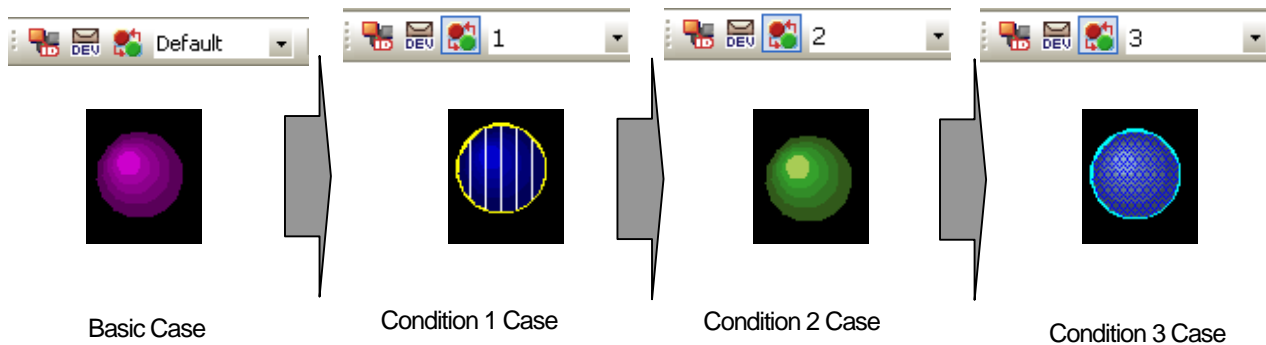 ID DEV Default
ID DEV 1
ID DEV 2
ID DEV 3
Basic Case
Condition 1 Case
Condition 2 Case
Condition 3 Case